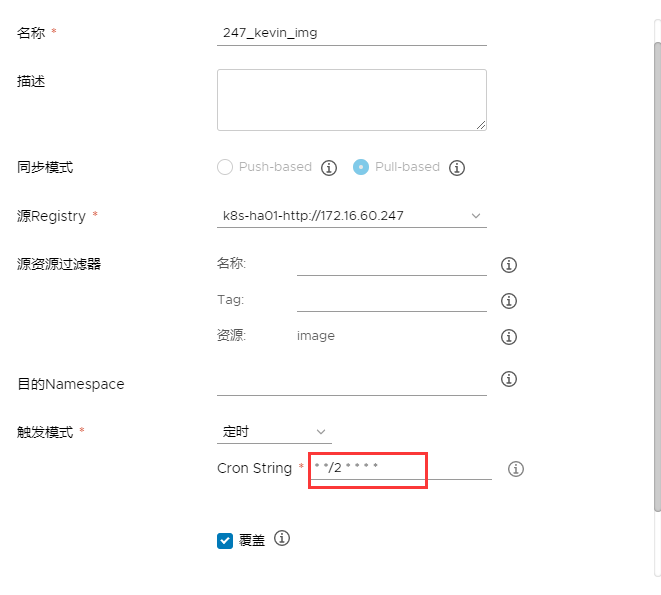 名称 * 247_kevin_img
描述
同步模式 Push-based Pull-based
源Registry * k8s-ha01-http://172.16.60.247
源资源过滤器 名称:
Tag:
资源: image
目的Namespace
触发模式 * 定时
Cron String * * */2 * * * *
覆盖